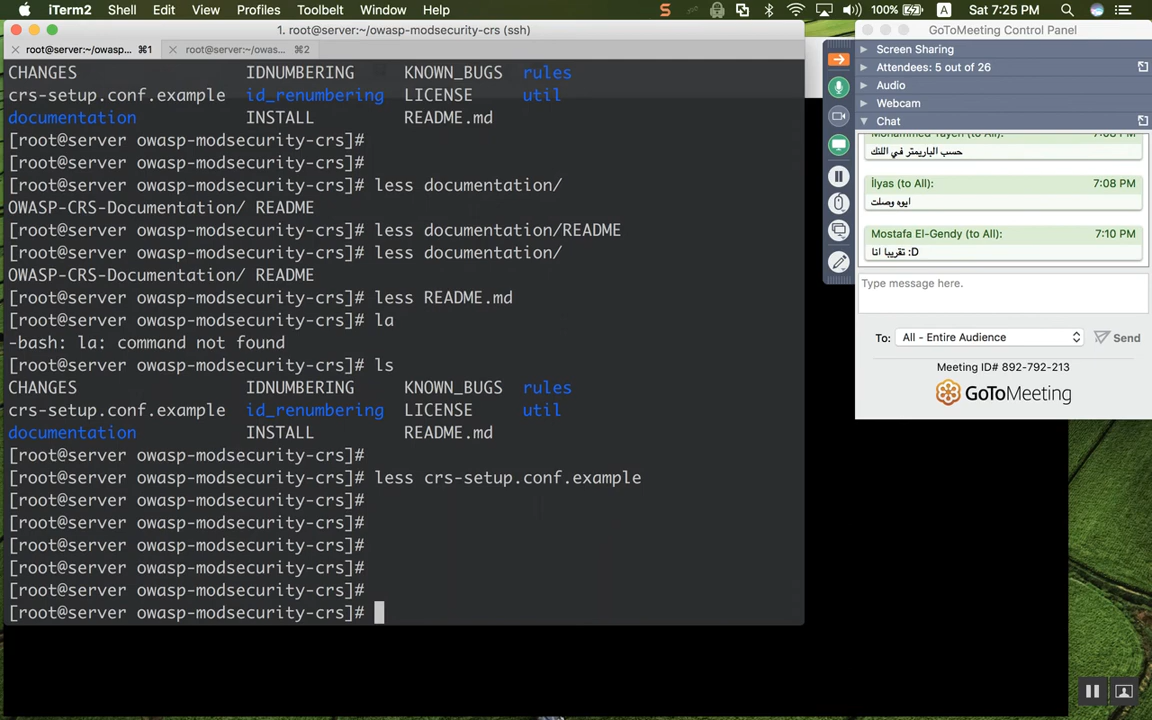 iTerm2 Shell Edit View Profiles Toolbelt Window Help 100% A Sat 7:25 PM
1. root@server:~/owasp-modsecurity-crs (ssh)
root@server:~/owasp... ⌘1 root@server:~/owas... ⌘2
CHANGES IDNUMBERING KNOWN_BUGS rules
crs-setup.conf.example id_renumbering LICENSE util
documentation INSTALL README.md
[root@server owasp-modsecurity-crs]#
[root@server owasp-modsecurity-crs]#
[root@server owasp-modsecurity-crs]# less documentation/
OWASP-CRS-Documentation/ README
[root@server owasp-modsecurity-crs]# less documentation/README
[root@server owasp-modsecurity-crs]# less documentation/
OWASP-CRS-Documentation/ README
[root@server owasp-modsecurity-crs]# less README.md
[root@server owasp-modsecurity-crs]# la
-bash: la: command not found
[root@server owasp-modsecurity-crs]# ls
CHANGES IDNUMBERING KNOWN_BUGS rules
crs-setup.conf.example id_renumbering LICENSE util
documentation INSTALL README.md
[root@server owasp-modsecurity-crs]#
[root@server owasp-modsecurity-crs]# less crs-setup.conf.example
[root@server owasp-modsecurity-crs]#
[root@server owasp-modsecurity-crs]#
[root@server owasp-modsecurity-crs]#
[root@server owasp-modsecurity-crs]#
[root@server owasp-modsecurity-crs]#
[root@server owasp-modsecurity-crs]#
GoToMeeting Control Panel
Screen Sharing
Attendees: 5 out of 26
Audio
Webcam
Chat
Mohammed Tayeh (to All): 7:08 PM
حسب الباريمتر في اللنك
İlyas (to All): 7:08 PM
ايوه وصلت
Mostafa El-Gendy (to All): 7:10 PM
تقريبا انا :D
Type message here.
To: All - Entire Audience Send
Meeting ID# 892-792-213
GoToMeeting